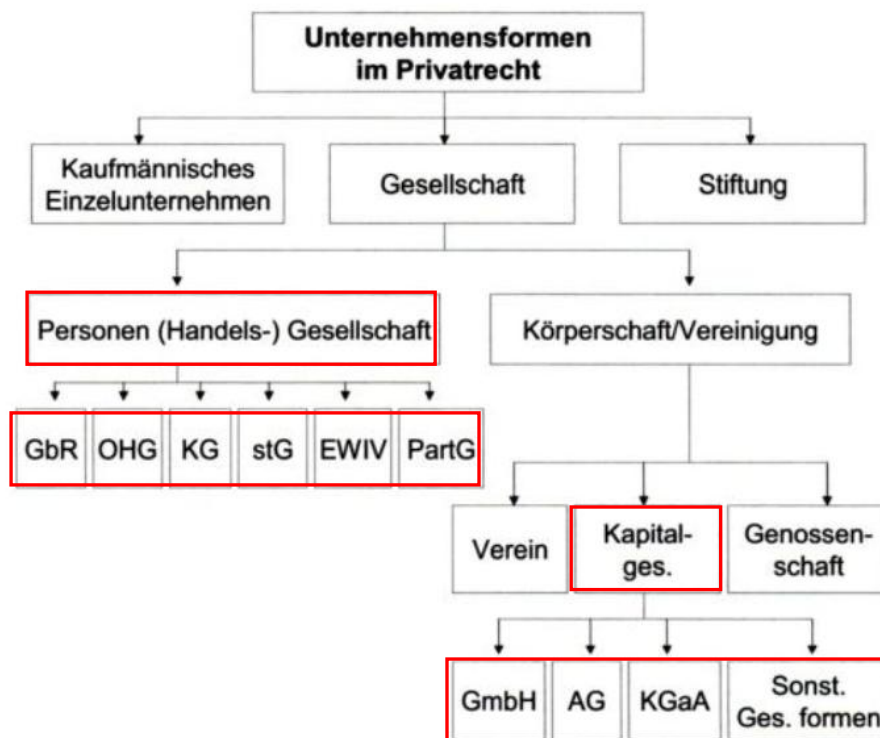 Unternehmensformen
im Privatrecht
Kaufmännisches
Einzelunternehmen
Gesellschaft
Stiftung
Personen (Handels-) Gesellschaft
Körperschaft/Vereinigung
GbR
OHG
KG
stG
EWIV
PartG
Verein
Kapital-
ges.
Genossen-
schaft
GmbH
AG
KGaA
Sonst.
Ges. formen